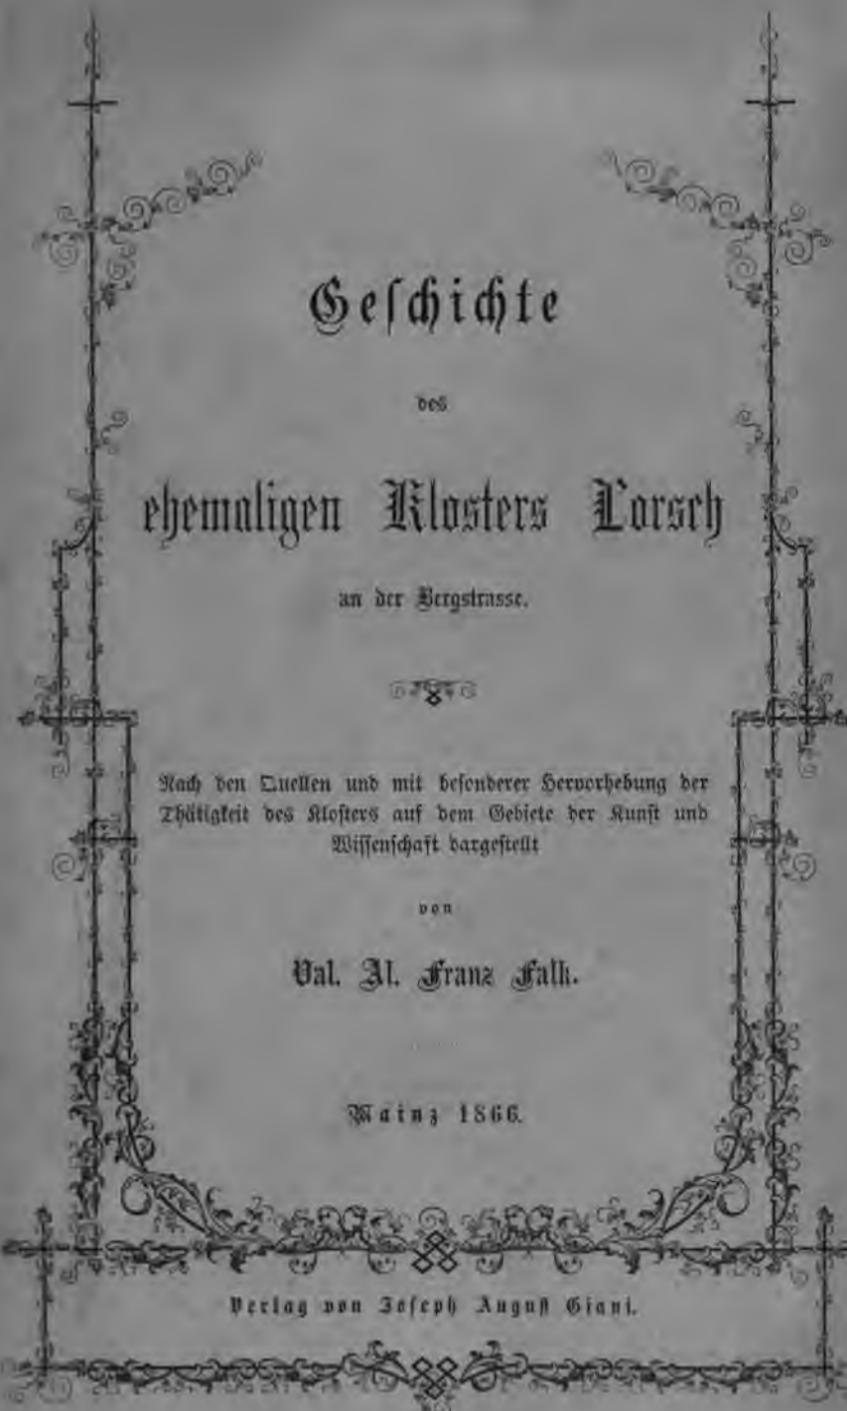 Geschichte
des
ehemaligen Klosters Lorsch
an der Bergstrasse.
Nach den Quellen und mit besonderer Hervorhebung der
Thätigkeit des Klosters auf dem Gebiete der Kunst und
Wissenschaft dargestellt
von
Val. Al. Franz Falk.
Mainz 1866.
Verlag von Joseph August Giani.